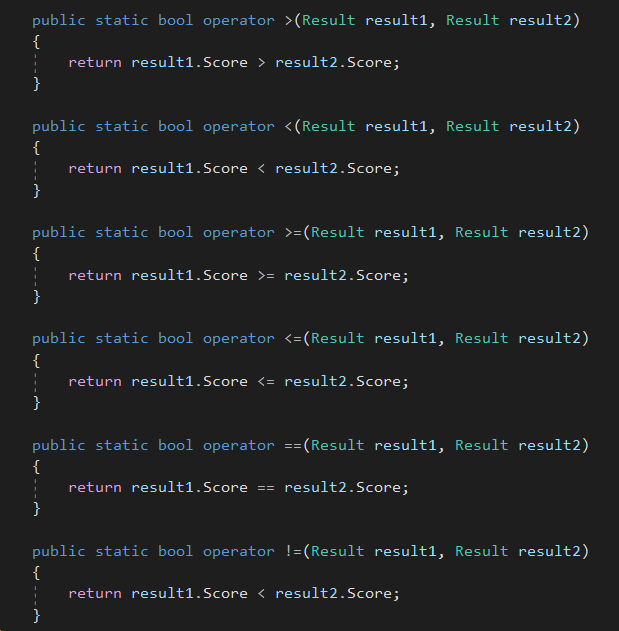 public static bool operator >(Result result1, Result result2)
{
return result1.Score > result2.Score;
}
public static bool operator <(Result result1, Result result2)
{
return result1.Score < result2.Score;
}
public static bool operator >=(Result result1, Result result2)
{
return result1.Score >= result2.Score;
}
public static bool operator <=(Result result1, Result result2)
{
return result1.Score <= result2.Score;
}
public static bool operator ==(Result result1, Result result2)
{
return result1.Score == result2.Score;
}
public static bool operator !=(Result result1, Result result2)
{
return result1.Score < result2.Score;
}